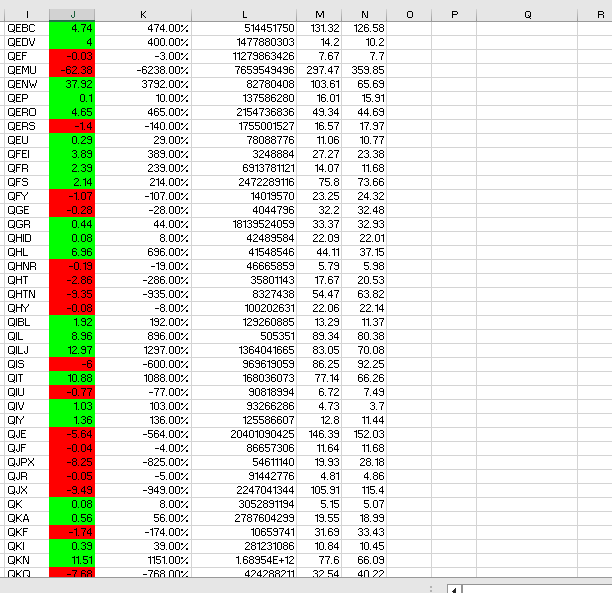 I J K L M N O P Q R
QEBC 4.74 474.00% 514451750 131.32 126.58
QEDV 4 400.00% 1477880303 14.2 10.2
QEF -0.03 -3.00% 11279863426 7.67 7.7
QEMU -62.38 -6238.00% 7659549496 297.47 359.85
QENW 37.92 3792.00% 82780408 103.61 65.69
QEP 0.1 10.00% 137586280 16.01 15.91
QERO 4.65 465.00% 2154736836 49.34 44.69
QERS -1.4 -140.00% 1755001527 16.57 17.97
QEU 0.29 29.00% 78088776 11.06 10.77
QFEI 3.89 389.00% 3248884 27.27 23.38
QFR 2.39 239.00% 6913781121 14.07 11.68
QFS 2.14 214.00% 2472289116 75.8 73.66
QFY -1.07 -107.00% 14019570 23.25 24.32
QGE -0.28 -28.00% 4044796 32.2 32.48
QGR 0.44 44.00% 18139524059 33.37 32.93
QHID 0.08 8.00% 42489584 22.09 22.01
QHL 6.96 696.00% 41548546 44.11 37.15
QHNR -0.19 -19.00% 46665859 5.79 5.98
QHT -2.86 -286.00% 35801143 17.67 20.53
QHTN -9.35 -935.00% 8327438 54.47 63.82
QHY -0.08 -8.00% 100202631 22.06 22.14
QIBL 1.92 192.00% 129260885 13.29 11.37
QIL 8.96 896.00% 505351 89.34 80.38
QILJ 12.97 1297.00% 1364041665 83.05 70.08
QIS -6 -600.00% 969619059 86.25 92.25
QIT 10.88 1088.00% 168036073 77.14 66.26
QIU -0.77 -77.00% 90818994 6.72 7.49
QIV 1.03 103.00% 93266286 4.73 3.7
QIY 1.36 136.00% 125586607 12.8 11.44
QJE -5.64 -564.00% 20401090425 146.39 152.03
QJF -0.04 -4.00% 86657306 11.64 11.68
QJPX -8.25 -825.00% 54611140 19.93 28.18
QJR -0.05 -5.00% 91442776 4.81 4.86
QJX -9.49 -949.00% 2247041344 105.91 115.4
QK 0.08 8.00% 3052891194 5.15 5.07
QKA 0.56 56.00% 2787604299 19.55 18.99
QKF -1.74 -174.00% 10659741 31.69 33.43
QKI 0.39 39.00% 281231086 10.84 10.45
QKN 11.51 1151.00% 1.68954E+12 77.6 66.09
QKQ -7.68 -768.00% 424288211 32.54 40.22